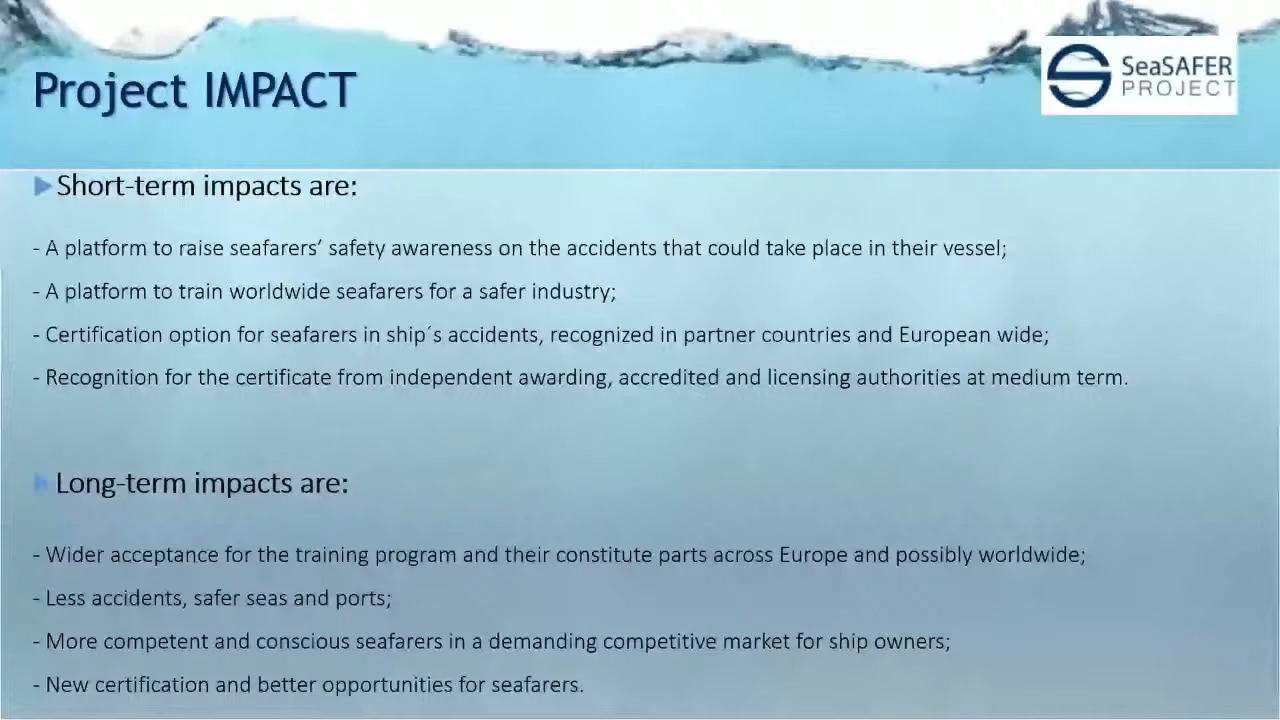 Project IMPACT
SeaSAFER
PROJECT
Short-term impacts are:
- A platform to raise seafarers’ safety awareness on the accidents that could take place in their vessel;
- A platform to train worldwide seafarers for a safer industry;
- Certification option for seafarers in ship´s accidents, recognized in partner countries and European wide;
- Recognition for the certificate from independent awarding, accredited and licensing authorities at medium term.
Long-term impacts are:
- Wider acceptance for the training program and their constitute parts across Europe and possibly worldwide;
- Less accidents, safer seas and ports;
- More competent and conscious seafarers in a demanding competitive market for ship owners;
- New certification and better opportunities for seafarers.